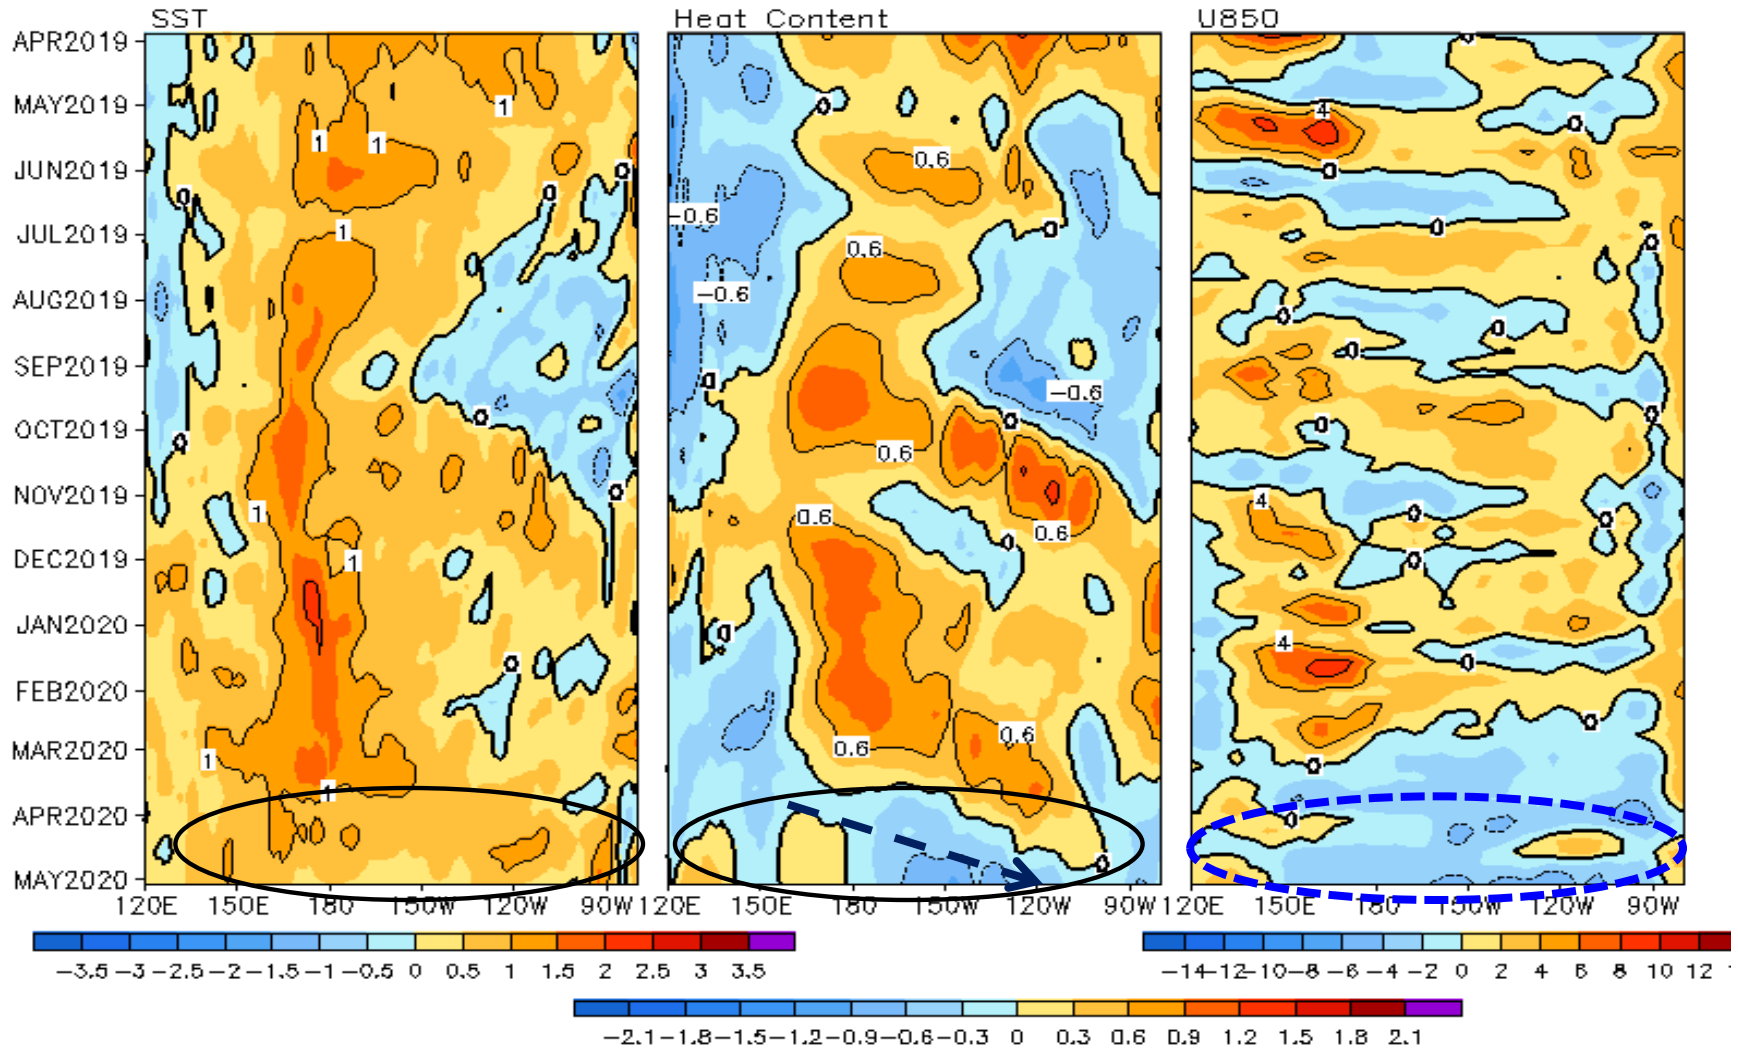 SST Heat Content U850
APR2019
MAY2019
JUN2019
JUL2019
AUG2019
SEP2019
OCT2019
NOV2019
DEC2019
JAN2020
FEB2020
MAR2020
APR2020
MAY2020
1 1 1 1 1 1 1 1
0 0 0 0 0 0 0
0 0.6 -0.6 0 0.6 -0.6 0 -0.6 0 0.6 0.6 0.6 0 0 0.6 0.6 0
4 0 0 0 0 0 0 0 0 0 4 0 0 0 4 0 0 0 0
120E 150E 180 150W 120W 90W 120E 150E 180 150W 120W 90W 120E 150E 180 150W 120W 90W
-3.5 -3 -2.5 -2 -1.5 -1 -0.5 0 0.5 1 1.5 2 2.5 3 3.5
-14 -12 -10 -8 -6 -4 -2 0 2 4 6 8 10 12
-2.1 -1.8 -1.5 -1.2 -0.9 -0.6 -0.3 0 0.3 0.6 0.9 1.2 1.5 1.8 2.1